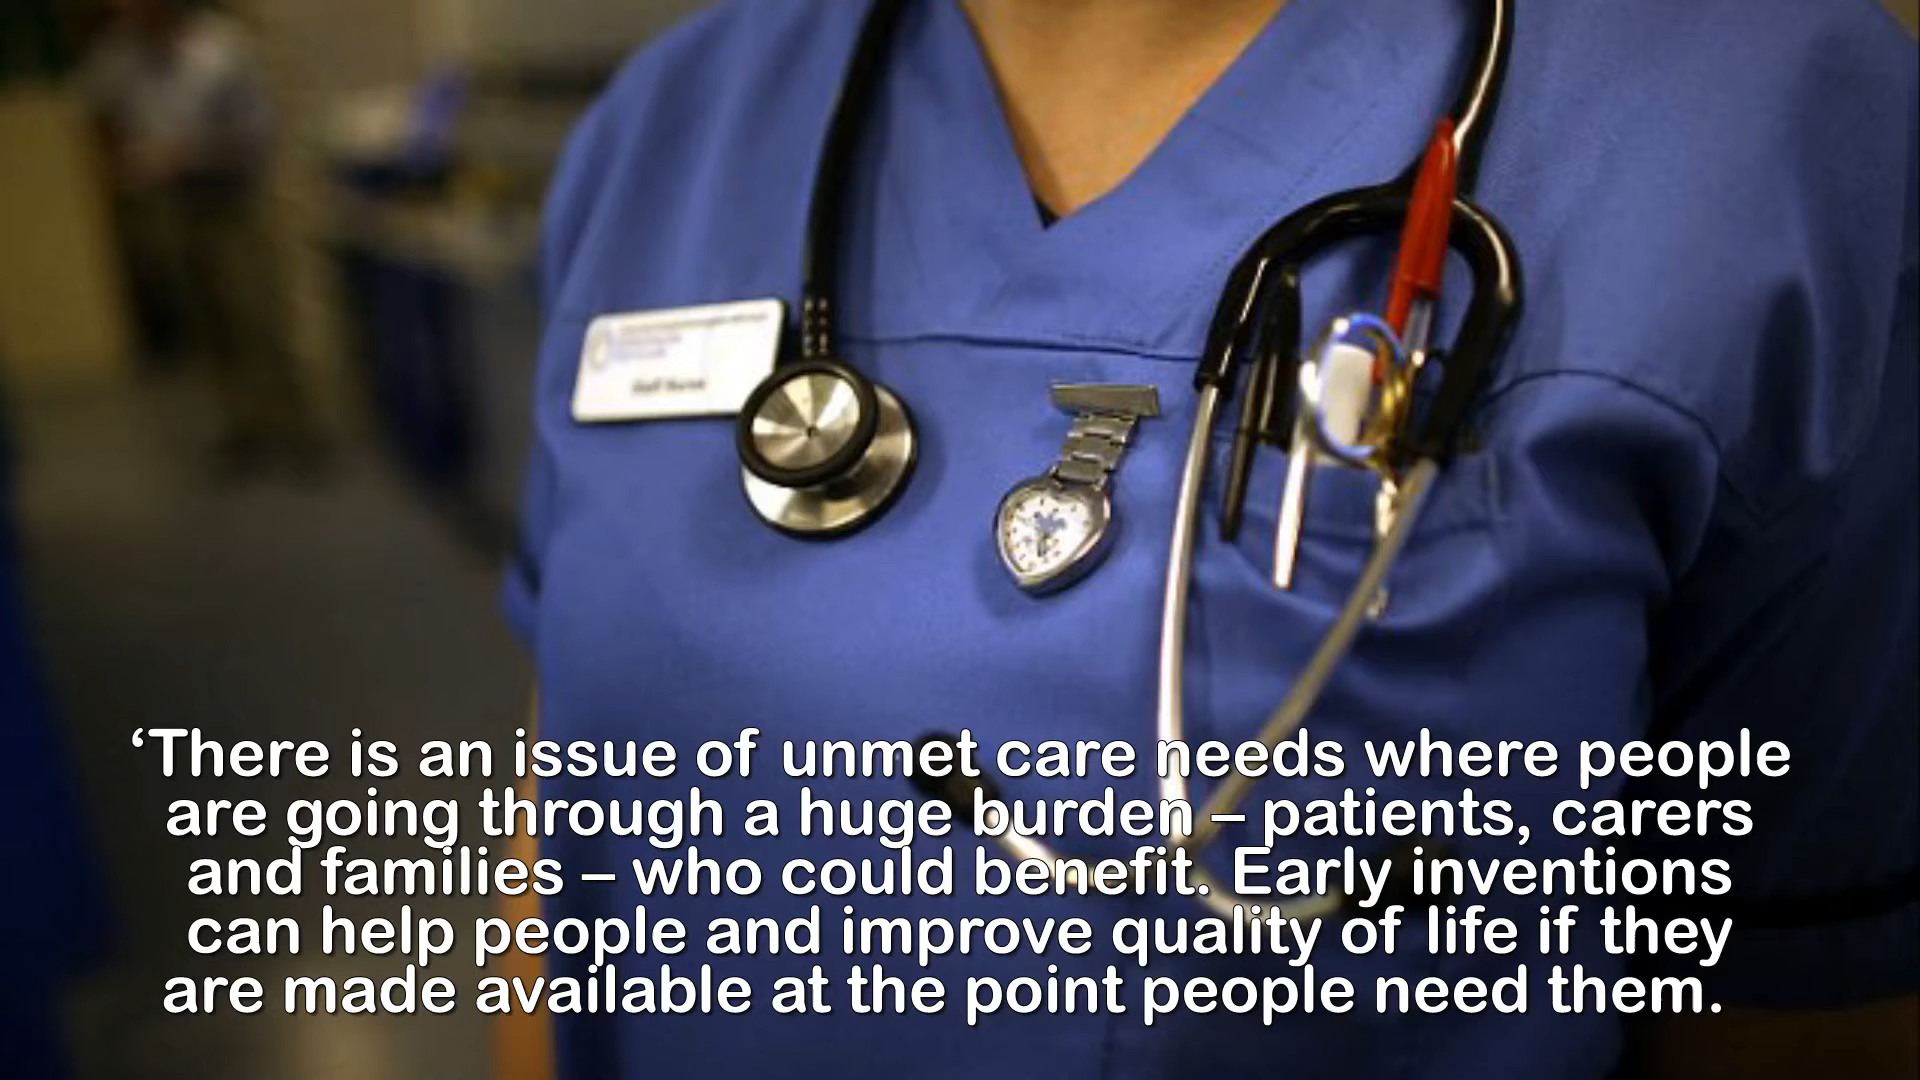 ‘There is an issue of unmet care needs where people
are going through a huge burden – patients, carers
and families – who could benefit. Early inventions
can help people and improve quality of life if they
are made available at the point people need them.